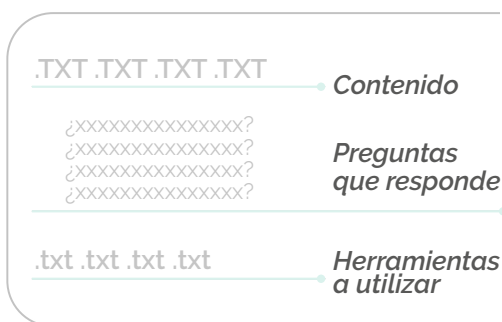 .TXT .TXT .TXT .TXT
Contenido
¿xxxxxxxxxxxxxxx?
¿xxxxxxxxxxxxxxx?
¿xxxxxxxxxxxxxxx?
¿xxxxxxxxxxxxxxx?
Preguntas
que responde
.txt .txt .txt .txt
Herramientas
a utilizar